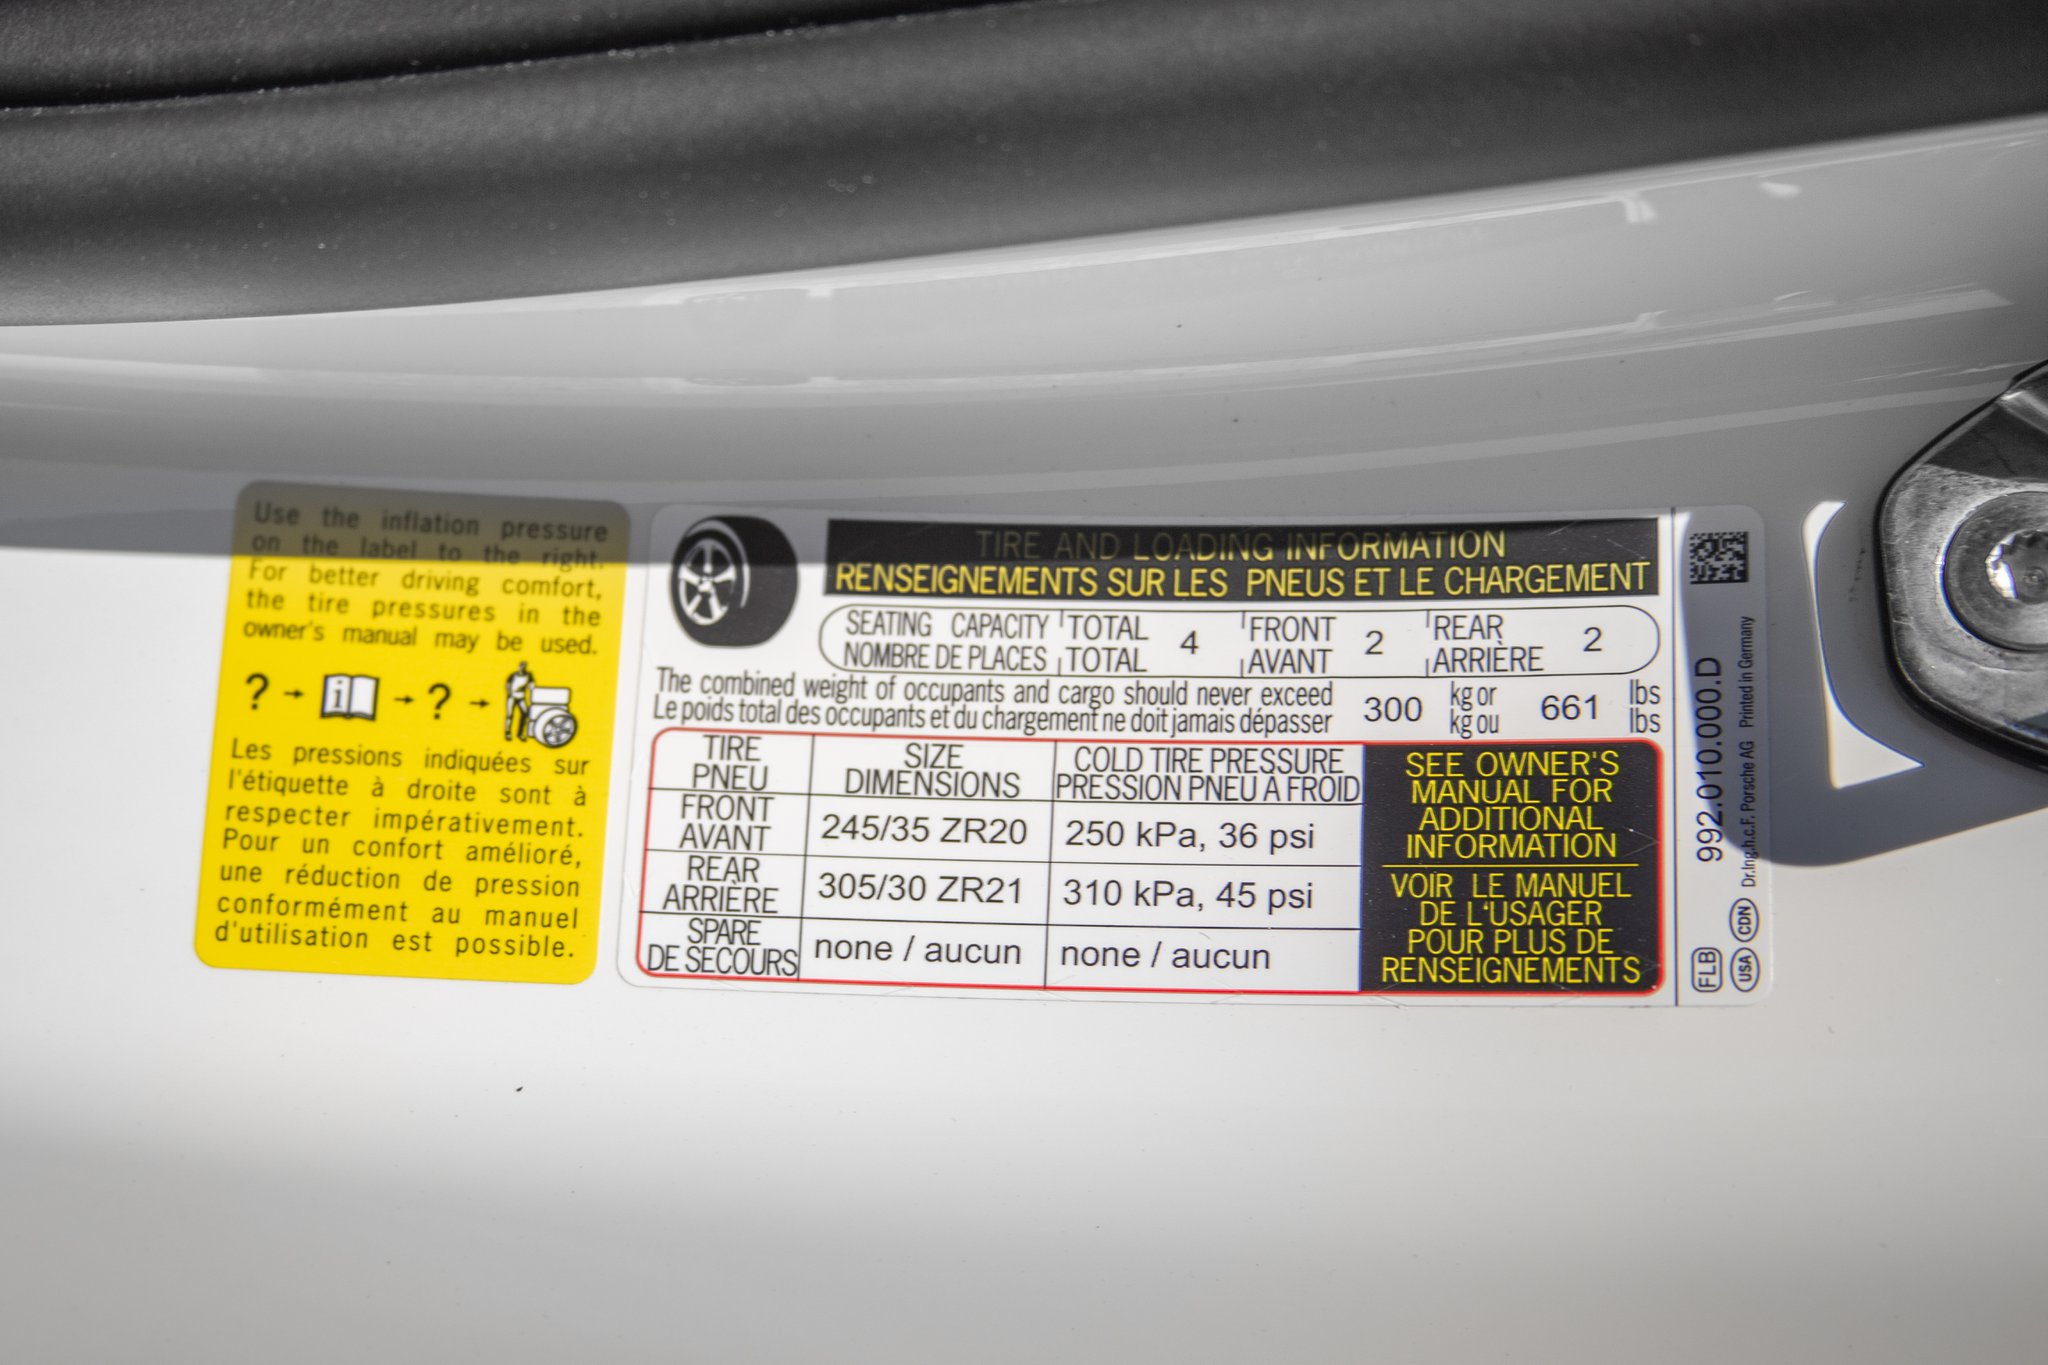 Use the inflation pressure
on the label to the right.
For better driving comfort,
the tire pressures in the
owner's manual may be used.
? → i → ? →
Les pressions indiquées sur
l'étiquette à droite sont à
respecter impérativement.
Pour un confort amélioré,
une réduction de pression
conformément au manuel
d'utilisation est possible.
TIRE AND LOADING INFORMATION
RENSEIGNEMENTS SUR LES PNEUS ET LE CHARGEMENT
SEATING CAPACITY TOTAL 4 FRONT 2 REAR 2
NOMBRE DE PLACES TOTAL AVANT ARRIÈRE
The combined weight of occupants and cargo should never exceed 300 kg or 661 lbs
Le poids total des occupants et du chargement ne doit jamais dépasser kg ou lbs
TIRE SIZE COLD TIRE PRESSURE
PNEU DIMENSIONS PRESSION PNEU À FROID
FRONT
AVANT 245/35 ZR20 250 kPa, 36 psi
REAR
ARRIÈRE 305/30 ZR21 310 kPa, 45 psi
SPARE
DE SECOURS none / aucun none / aucun
SEE OWNER'S
MANUAL FOR
ADDITIONAL
INFORMATION
VOIR LE MANUEL
DE L'USAGER
POUR PLUS DE
RENSEIGNEMENTS
FLB 992.010.000.D
USA CDN Dr.Ing.h.c.F. Porsche AG Printed in Germany